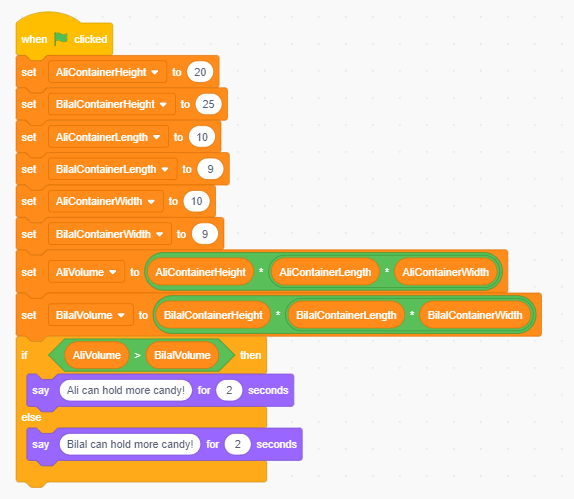 when clicked
set AliContainerHeight to 20
set BilalContainerHeight to 25
set AliContainerLength to 10
set BilalContainerLength to 9
set AliContainerWidth to 10
set BilalContainerWidth to 9
set AliVolume to AliContainerHeight * AliContainerLength * AliContainerWidth
set BilalVolume to BilalContainerHeight * BilalContainerLength * BilalContainerWidth
if AliVolume > BilalVolume then
say Ali can hold more candy! for 2 seconds
else
say Bilal can hold more candy! for 2 seconds